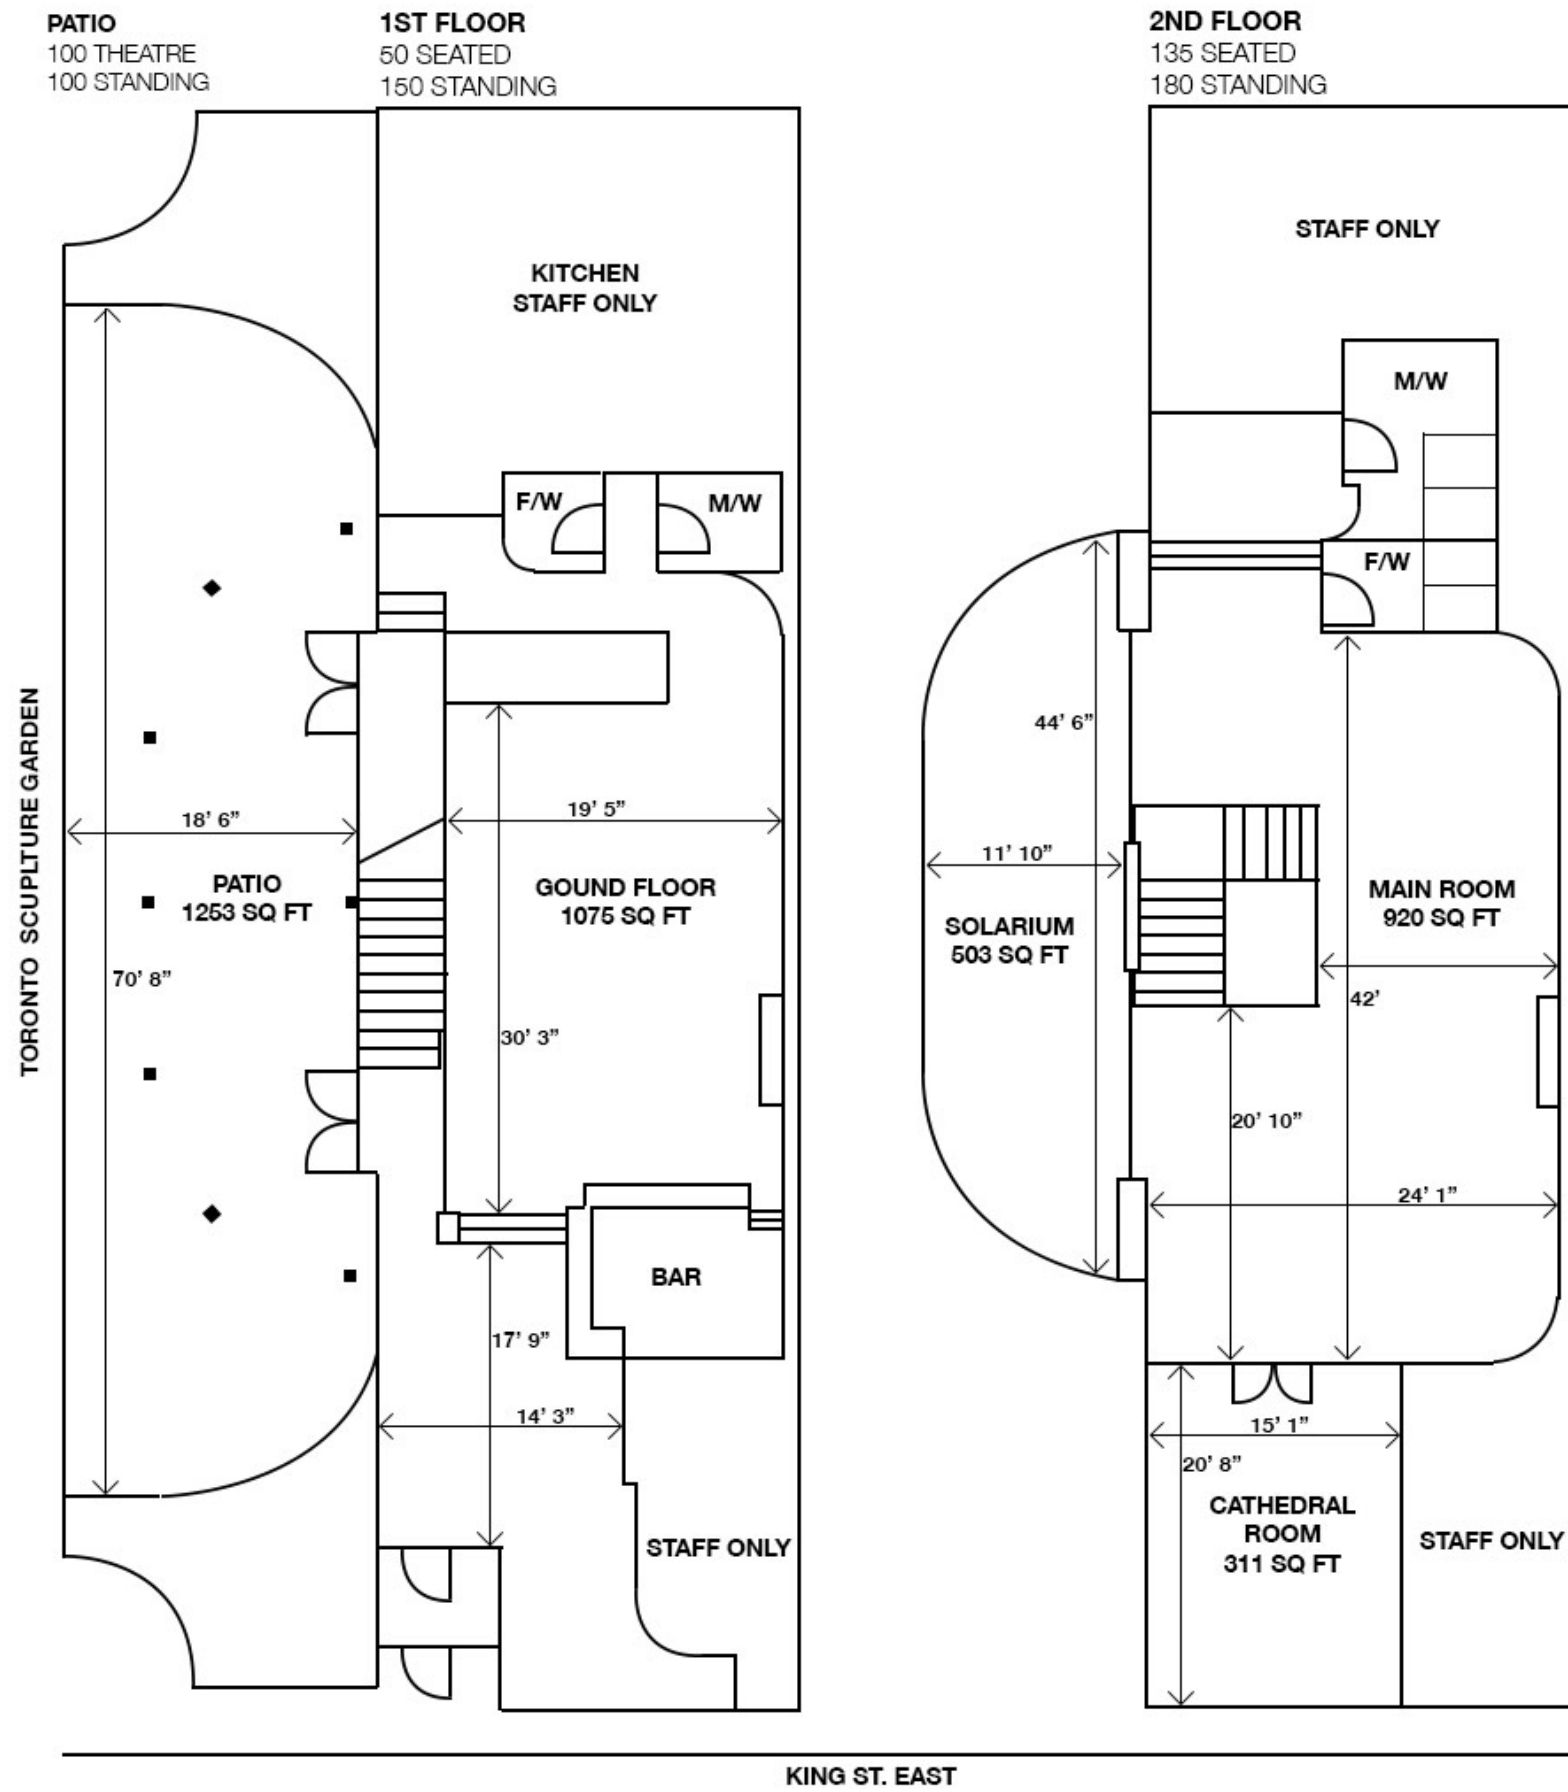 PATIO
100 THEATRE
100 STANDING
1ST FLOOR
50 SEATED
150 STANDING
2ND FLOOR
135 SEATED
180 STANDING
KITCHEN
STAFF ONLY
F/W
M/W
TORONTO SCUPLTURE GARDEN
18' 6”
PATIO
1253 SQ FT
70' 8”
19' 5”
GOUND FLOOR
1075 SQ FT
30' 3”
BAR
17' 9”
14' 3”
STAFF ONLY
STAFF ONLY
M/W
F/W
44' 6”
11' 10”
SOLARIUM
503 SQ FT
MAIN ROOM
920 SQ FT
42'
20' 10”
24' 1”
15' 1”
20' 8”
CATHEDRAL
ROOM
311 SQ FT
STAFF ONLY
KING ST. EAST